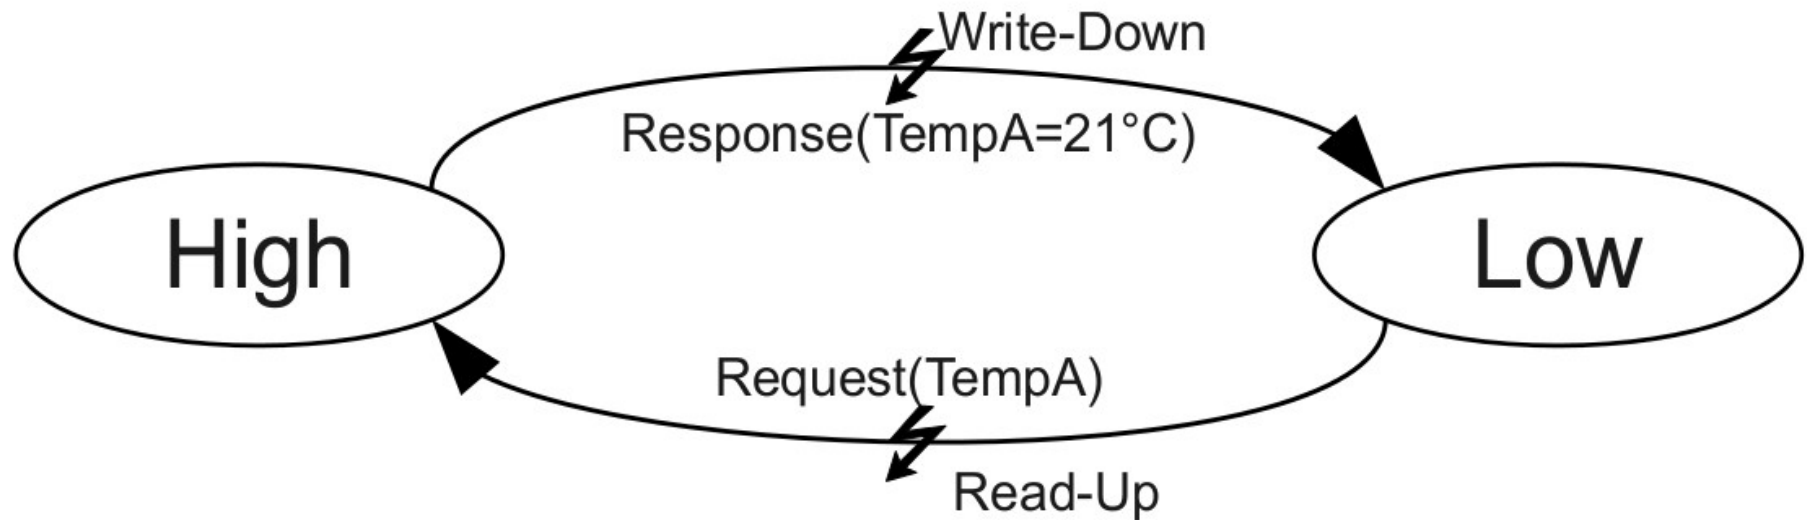 Write-Down
Response(TempA=21°C)
High
Low
Request(TempA)
Read-Up